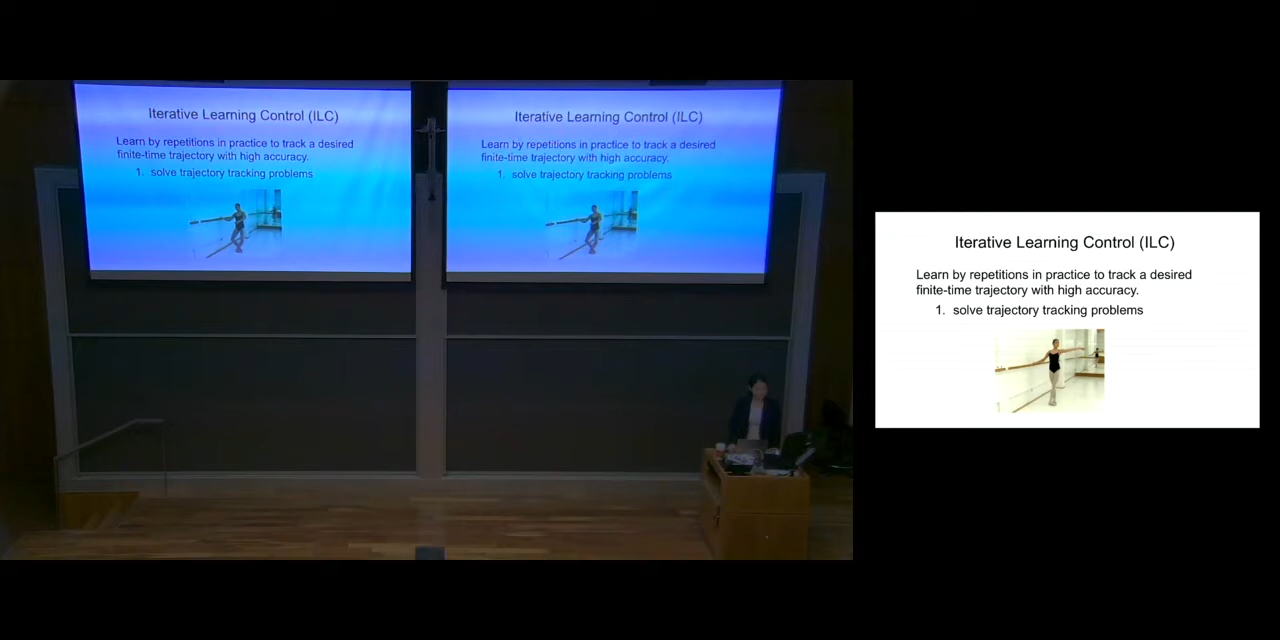 Iterative Learning Control (ILC)
Learn by repetitions in practice to track a desired
finite-time trajectory with high accuracy.
1. solve trajectory tracking problems
Iterative Learning Control (ILC)
Learn by repetitions in practice to track a desired
finite-time trajectory with high accuracy.
1. solve trajectory tracking problems
Iterative Learning Control (ILC)
Learn by repetitions in practice to track a desired
finite-time trajectory with high accuracy.
1. solve trajectory tracking problems